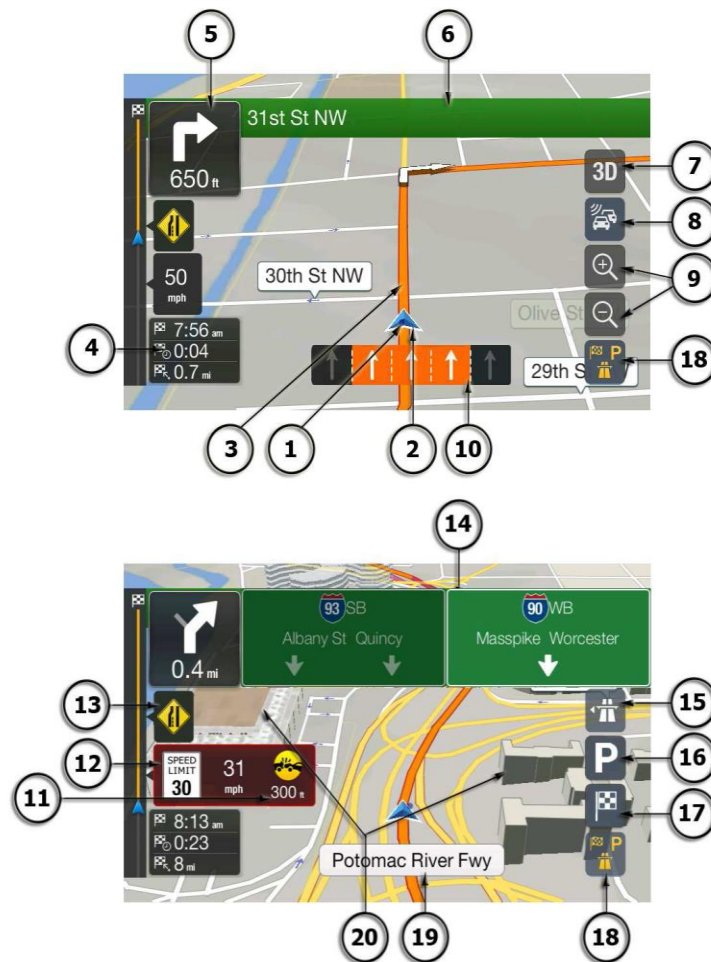 5
6
31st St NW
650 ft
3D
7
8
50
mph
30th St NW
9
Olive St
4
7:56 am
0:04
0.7 mi
P
18
29th S
3
1
2
10
14
93 SB
Albany St Quincy
90 WB
Masspike Worcester
0.4 mi
13
15
12
SPEED
LIMIT
30
31
mph
300 ft
P
16
11
17
8:13 am
0:23
8 mi
Potomac River Fwy
P
20
19
18